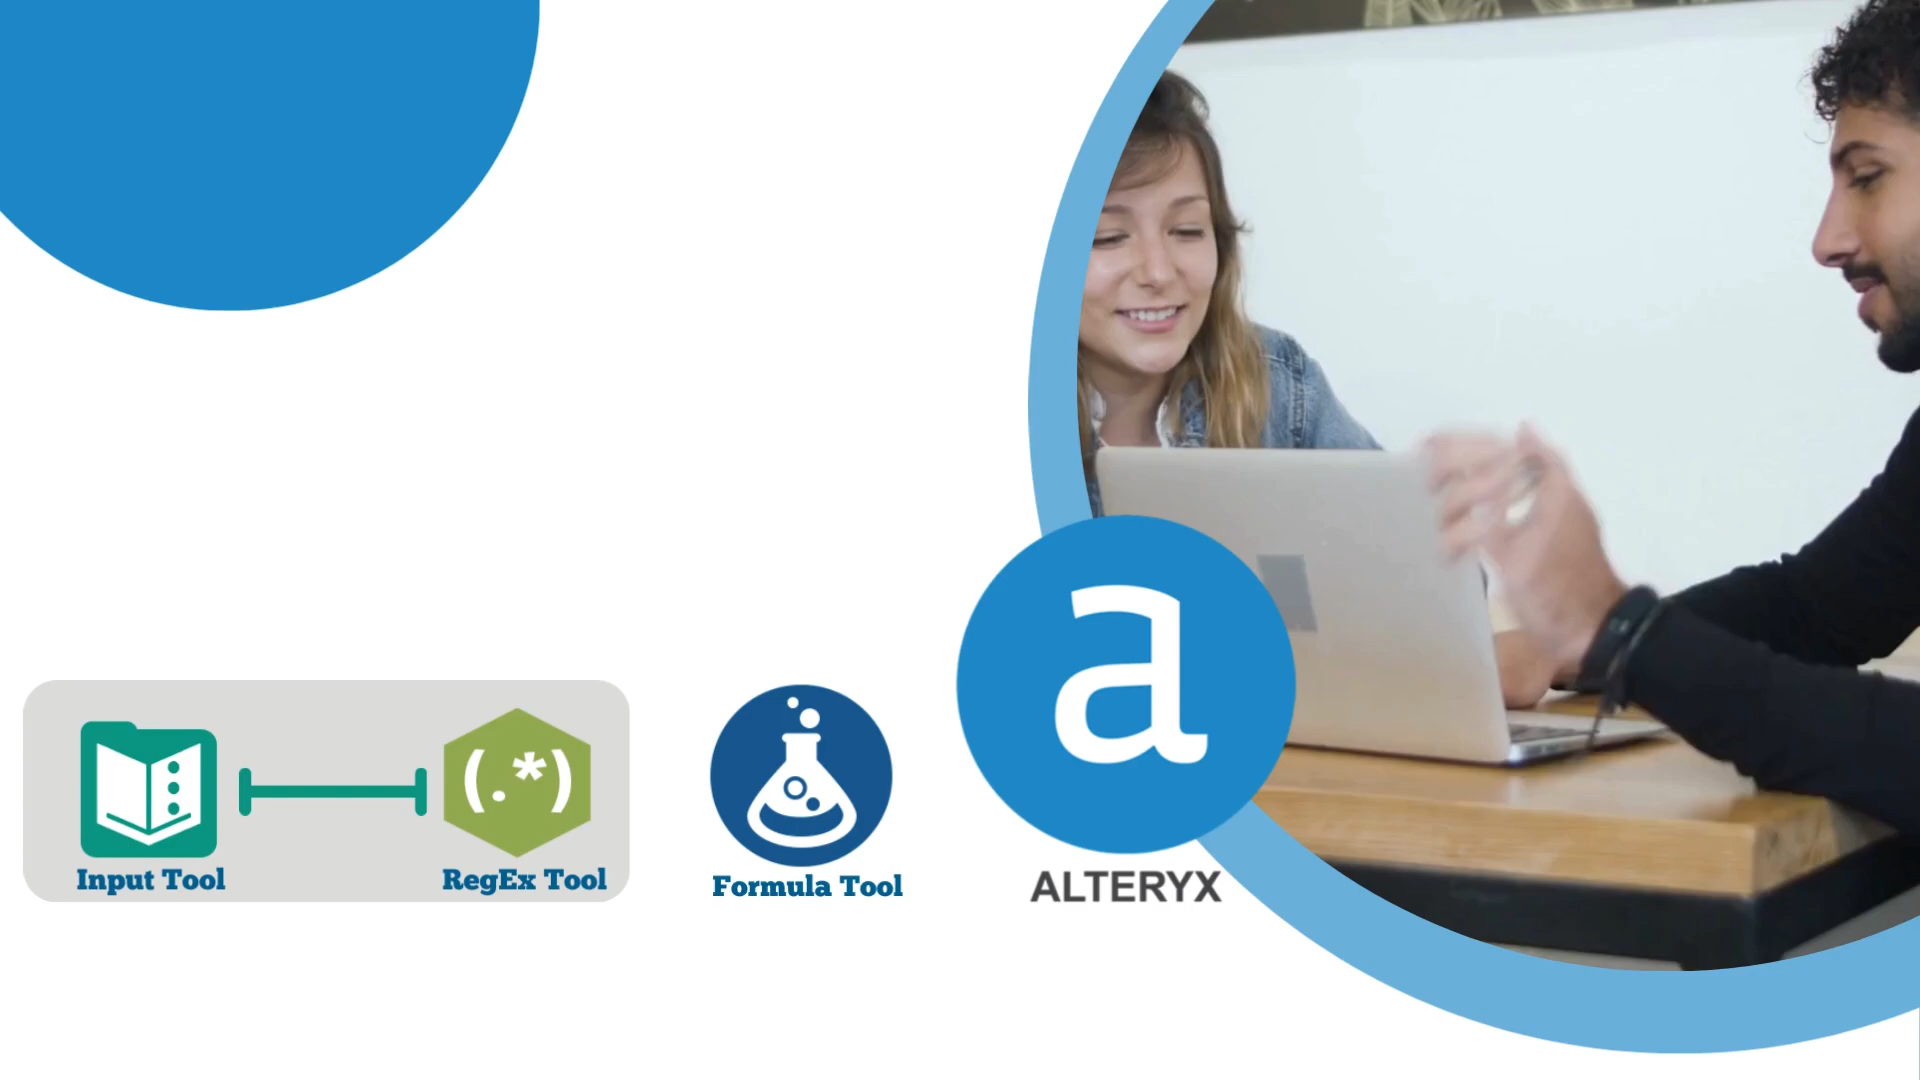 (.*)
a
Input Tool
RegEx Tool
Formula Tool
ALTERYX